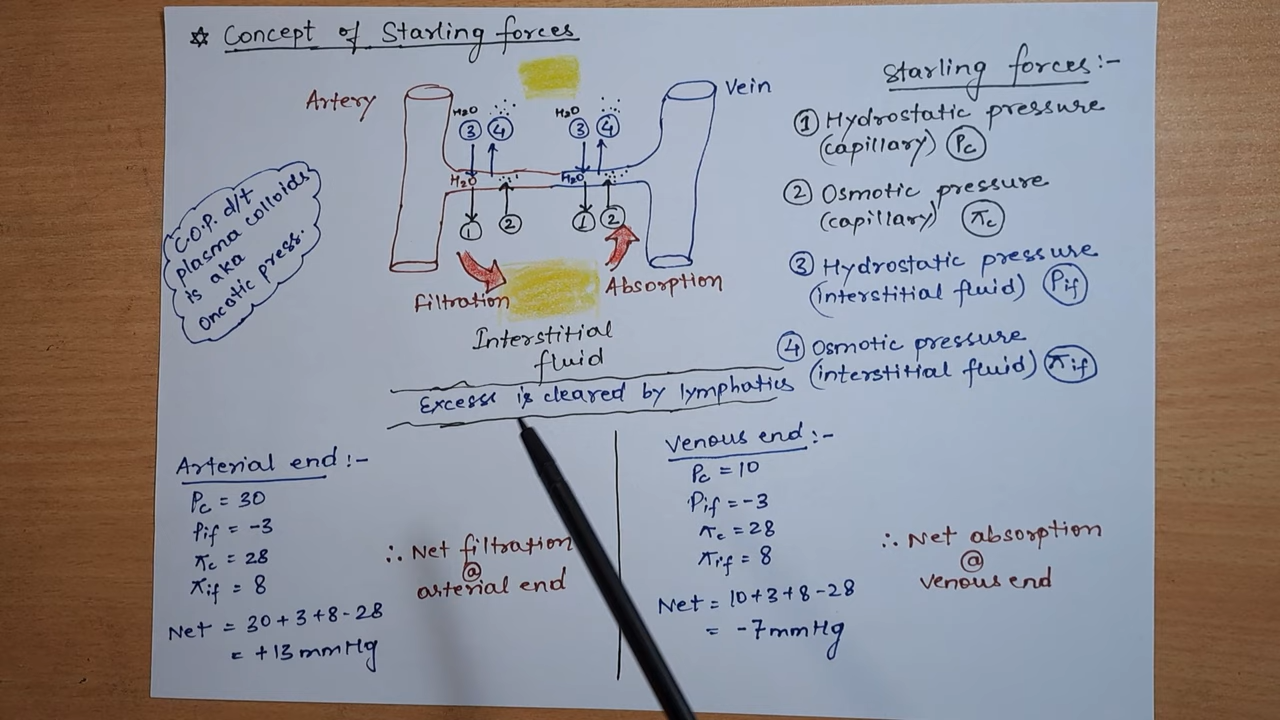 ☆ Concept of Starling forces
Artery
Vein
H₂O
③ ④
H₂O
③ ④
H₂O
H₂O
① ②
① ②
Filtration
Absorption
Interstitial
fluid
C.O.P. d/t
plasma colloids
is aka
Oncotic press.
Starling forces:-
① Hydrostatic pressure
(capillary) Pc
② Osmotic pressure
(capillary) πc
③ Hydrostatic pressure
(interstitial fluid) Pif
④ Osmotic pressure
(interstitial fluid) πif
Excess is cleared by lymphatics
Arterial end :-
Pc = 30
Pif = -3
πc = 28
πif = 8
Net = 30+3+8-28
= +13 mmHg
∴ Net filtration
@
arterial end
Venous end:-
Pc = 10
Pif = -3
πc = 28
πif = 8
Net = 10+3+8-28
= -7 mmHg
∴ Net absorption
@
venous end